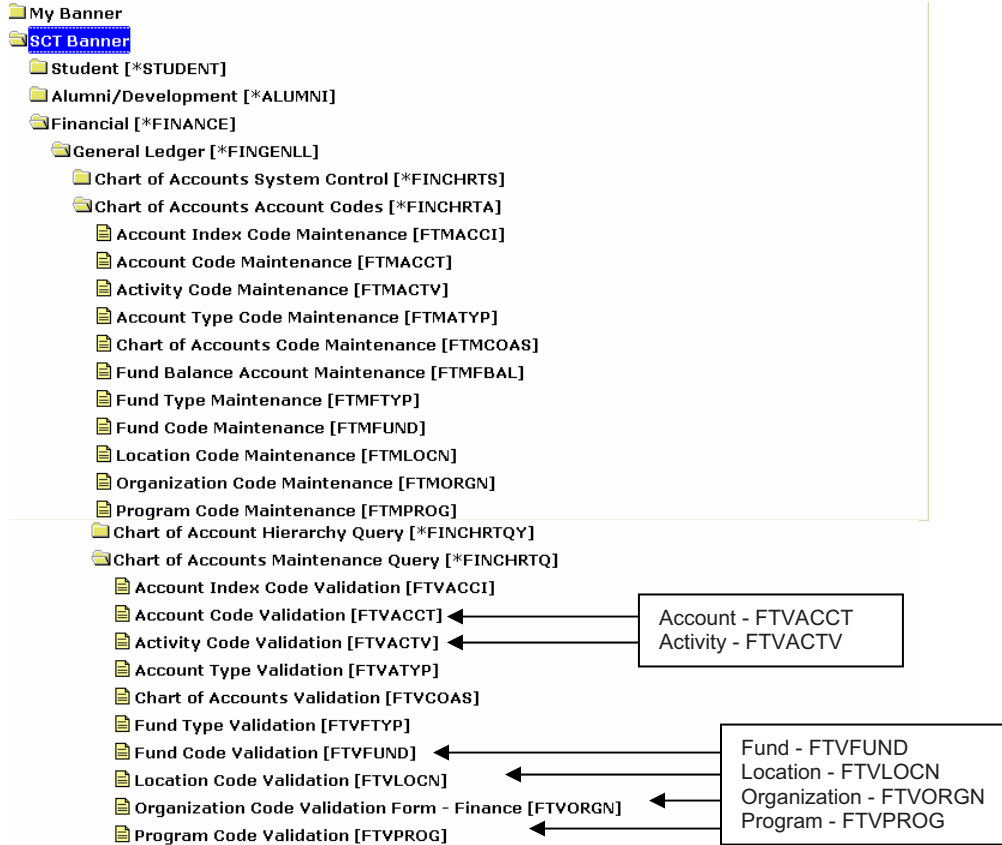 My Banner
SCT Banner
Student [*STUDENT]
Alumni/Development [*ALUMNI]
Financial [*FINANCE]
General Ledger [*FINGENLL]
Chart of Accounts System Control [*FINCHRTS]
Chart of Accounts Account Codes [*FINCHRTA]
Account Index Code Maintenance [FTMACCI]
Account Code Maintenance [FTMACCT]
Activity Code Maintenance [FTMACTV]
Account Type Code Maintenance [FTMATYP]
Chart of Accounts Code Maintenance [FTMCOAS]
Fund Balance Account Maintenance [FTMFBAL]
Fund Type Maintenance [FTMFTYP]
Fund Code Maintenance [FTMFUND]
Location Code Maintenance [FTMLOCN]
Organization Code Maintenance [FTMORGN]
Program Code Maintenance [FTMPROG]
Chart of Account Hierarchy Query [*FINCHRTQY]
Chart of Accounts Maintenance Query [*FINCHRTQ]
Account Index Code Validation [FTVACCI]
Account Code Validation [FTVACCT]
Activity Code Validation [FTVACTV]
Account Type Validation [FTVATYP]
Chart of Accounts Validation [FTVCOAS]
Fund Type Validation [FTVFTYP]
Fund Code Validation [FTVFUND]
Location Code Validation [FTVLOCN]
Organization Code Validation Form - Finance [FTVORGN]
Program Code Validation [FTVPROG]
Account - FTVACCT
Activity - FTVACTV
Fund - FTVFUND
Location - FTVLOCN
Organization - FTVORGN
Program - FTVPROG